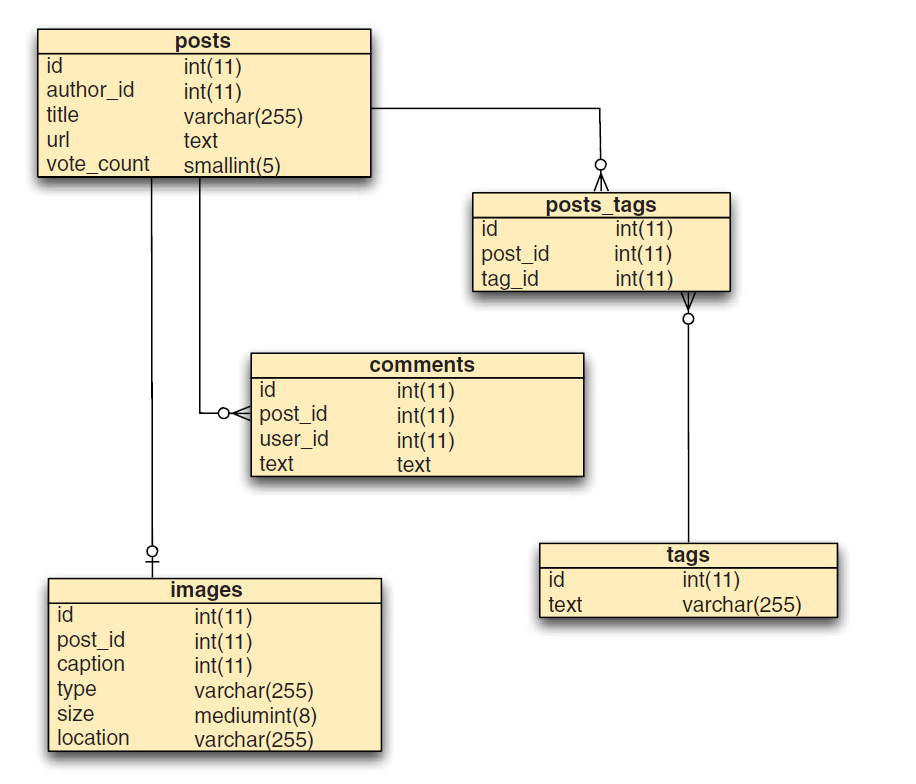 posts
id int(11)
author_id int(11)
title varchar(255)
url text
vote_count smallint(5)
posts_tags
id int(11)
post_id int(11)
tag_id int(11)
comments
id int(11)
post_id int(11)
user_id int(11)
text text
tags
id int(11)
text varchar(255)
images
id int(11)
post_id int(11)
caption int(11)
type varchar(255)
size mediumint(8)
location varchar(255)